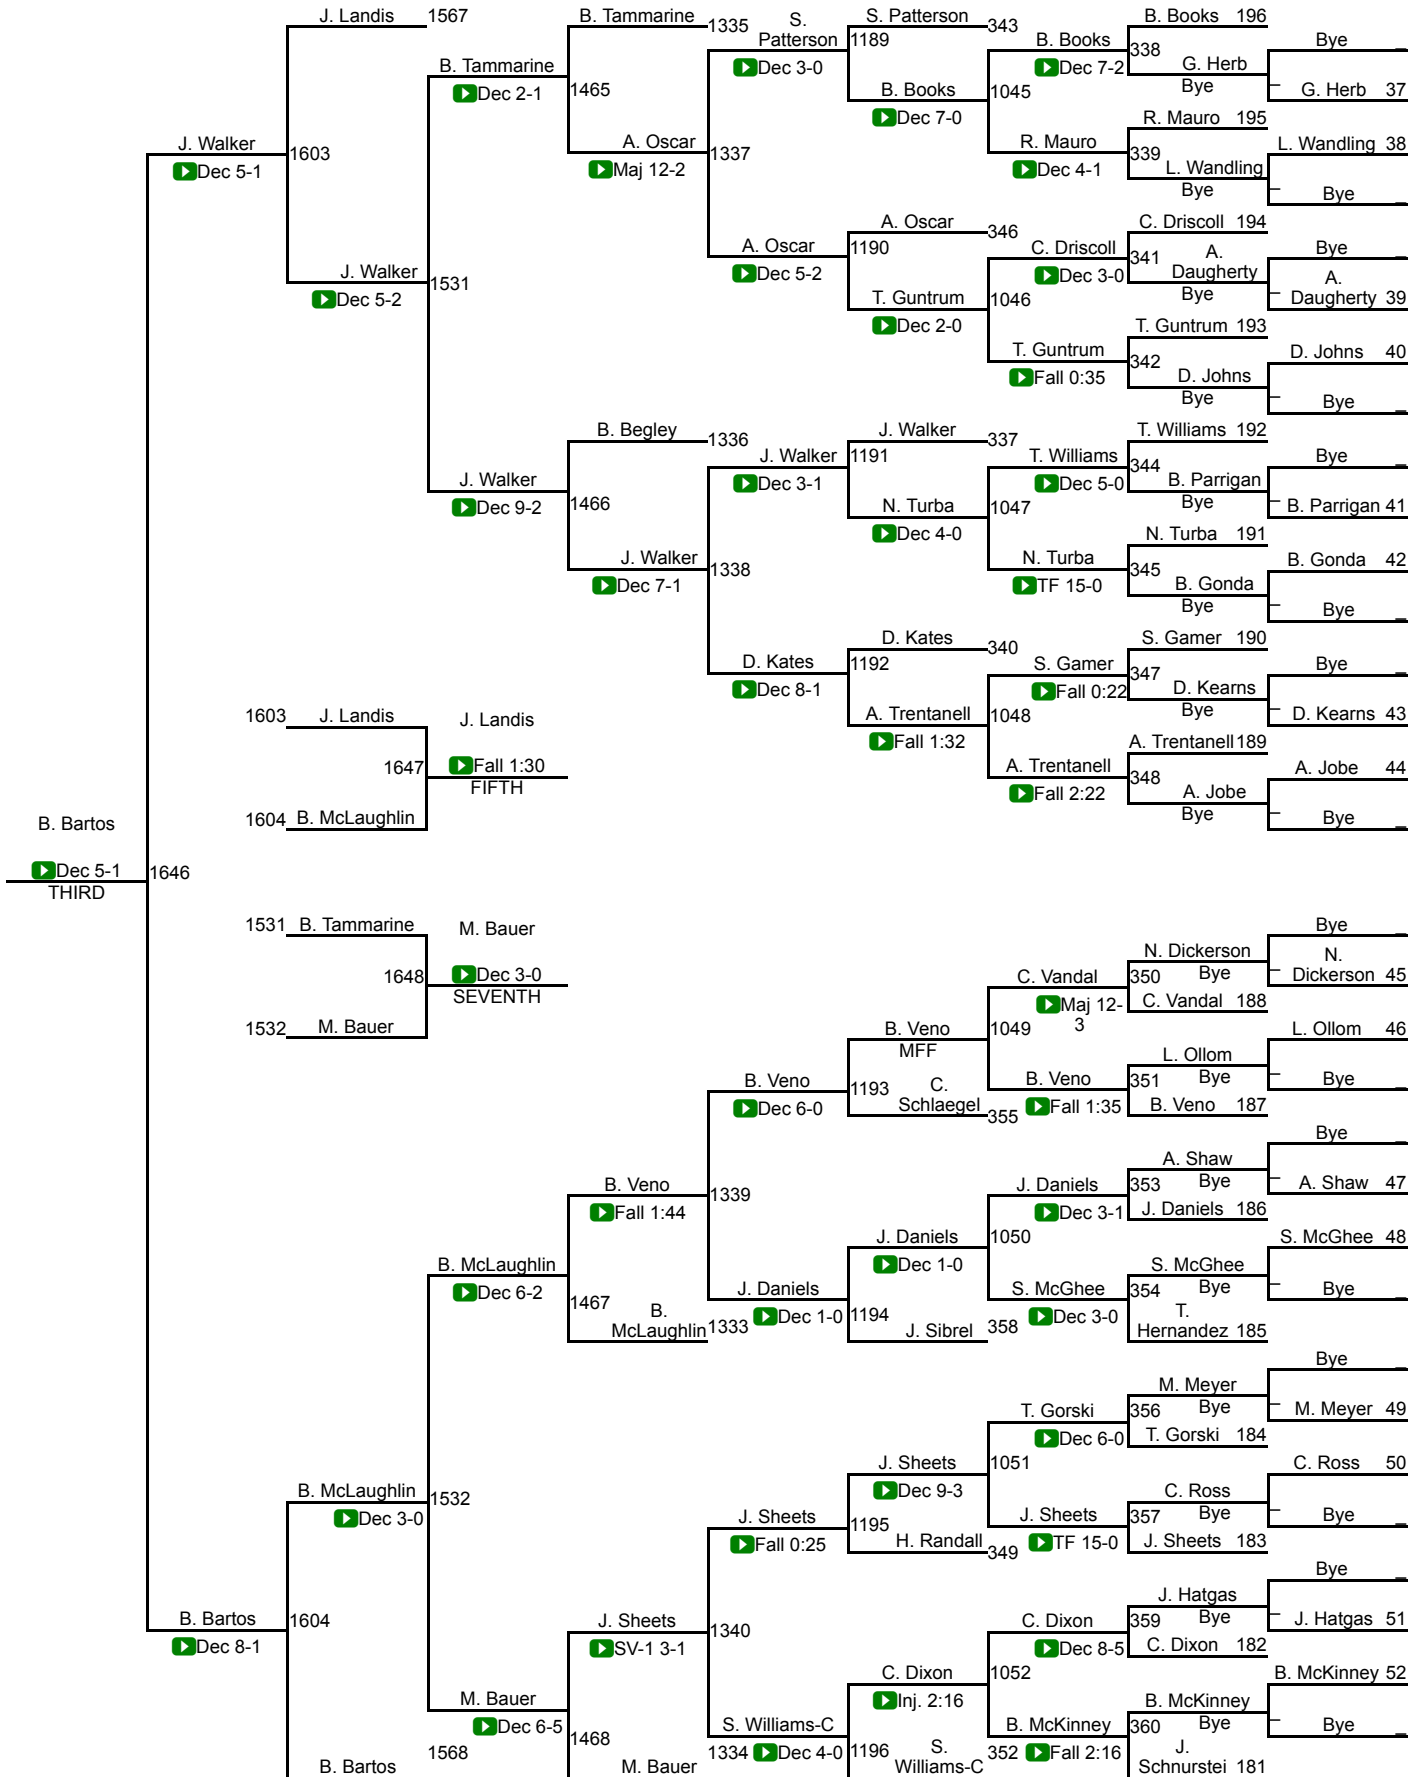 J. Landis 1567 B. Tammarine 1335 S. Patterson S. Patterson 343 B. Books 196
1189 B. Books 338 Bye _
B. Tammarine Dec 3-0 Dec 7-2 G. Herb
Dec 2-1 1465 B. Books 1045 Bye _ G. Herb 37
Dec 7-0 R. Mauro 195
J. Walker 1603 A. Oscar 1337 R. Mauro 339 L. Wandling 38
Dec 5-1 Maj 12-2 Dec 4-1 L. Wandling
Bye _ Bye _
A. Oscar 346 C. Driscoll 194
A. Oscar 1190 C. Driscoll 341 A. Daugherty Bye _
J. Walker 1531 Dec 5-2 Dec 3-0 Bye _ A. Daugherty 39
Dec 5-2 T. Guntrum 1046
Dec 2-0 T. Guntrum 193
T. Guntrum 342 D. Johns 40
Fall 0:35 D. Johns
Bye _ Bye _
B. Begley 1336 J. Walker 337 T. Williams 192
J. Walker 1191 T. Williams 344 Bye _
J. Walker Dec 3-1 Dec 5-0 B. Parrigan
Dec 9-2 1466 N. Turba 1047 Bye _ B. Parrigan 41
Dec 4-0 N. Turba 191
J. Walker 1338 N. Turba 345 B. Gonda 42
Dec 7-1 TF 15-0 B. Gonda
Bye _ Bye _
D. Kates 340 S. Gamer 190
D. Kates 1192 S. Gamer 347 Bye _
Dec 8-1 Fall 0:22 D. Kearns
1603 J. Landis J. Landis A. Trentanell 1048 Bye _ D. Kearns 43
Fall 1:32 A. Trentanell 189
1647 Fall 1:30 A. Trentanell 348 A. Jobe 44
FIFTH Fall 2:22 A. Jobe
1604 B. McLaughlin Bye _ Bye _
B. Bartos
Dec 5-1 1646
THIRD
1531 B. Tammarine M. Bauer Bye _
N. Dickerson _ N. Dickerson 45
1648 Dec 3-0 C. Vandal 350 Bye
SEVENTH Maj 12-3 C. Vandal 188
1532 M. Bauer B. Veno 1049 L. Ollom 46
MFF L. Ollom
B. Veno 1193 C. Schlaegel 355 B. Veno 351 Bye _ Bye _
Dec 6-0 Fall 1:35 B. Veno 187
Bye _
A. Shaw
B. Veno 1339 J. Daniels 353 Bye _ A. Shaw 47
Fall 1:44 Dec 3-1 J. Daniels 186
J. Daniels 1050 S. McGhee 48
B. McLaughlin Dec 1-0 S. McGhee
Dec 6-2 1467 J. Daniels S. McGhee 354 Bye _ Bye _
B. McLaughlin 1333 Dec 1-0 1194 J. Sibrel 358 Dec 3-0 T. Hernandez 185
Bye _
M. Meyer
T. Gorski 356 Bye _ M. Meyer 49
Dec 6-0 T. Gorski 184
J. Sheets 1051 C. Ross 50
B. McLaughlin 1532 Dec 9-3 C. Ross
Dec 3-0 J. Sheets 1195 J. Sheets 357 Bye _ Bye _
Fall 0:25 H. Randall 349 TF 15-0 J. Sheets 183
Bye _
J. Hatgas
B. Bartos 1604 J. Sheets 1340 C. Dixon 359 Bye _ J. Hatgas 51
Dec 8-1 SV-1 3-1 Dec 8-5 C. Dixon 182
C. Dixon 1052 B. McKinney 52
M. Bauer Inj. 2:16 B. McKinney
Dec 6-5 1468 S. Williams-C B. McKinney 360 Bye _ Bye _
B. Bartos 1568 M. Bauer 1334 Dec 4-0 1196 S. Williams-C 352 Fall 2:16 J. Schnurstei 181